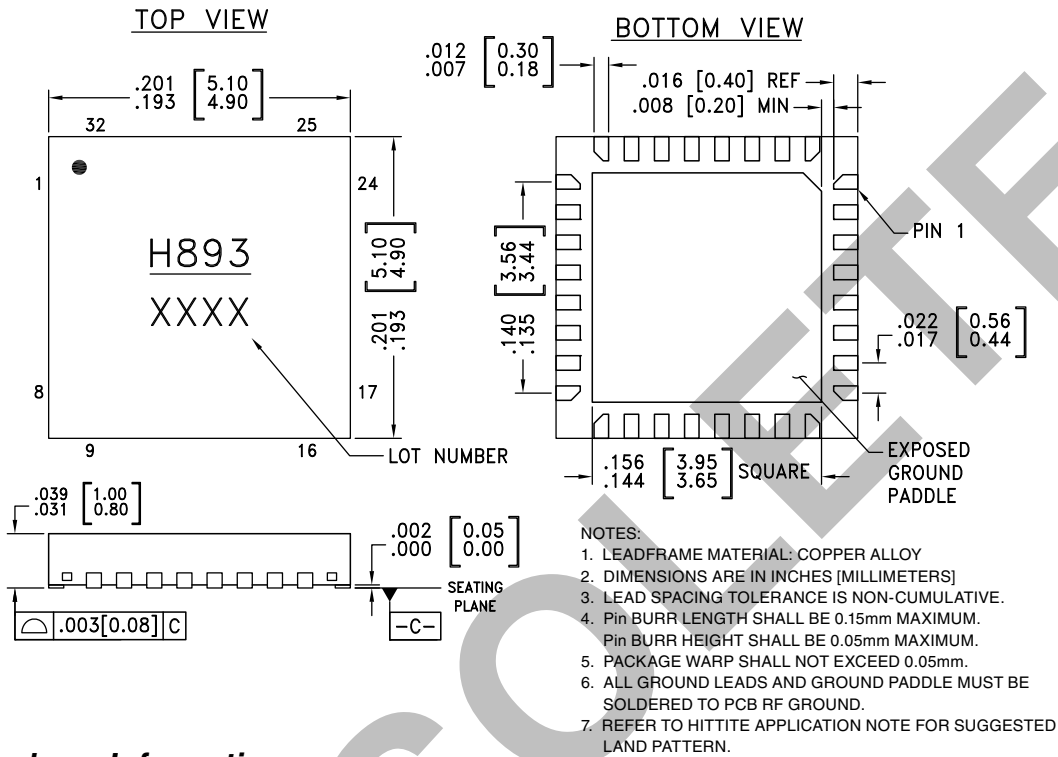 TOP VIEW
.201 [5.10]
.193 [4.90]
32 25
1 24
H893
XXXX
[5.10]
[4.90]
.201
.193
8 17
9 16
LOT NUMBER
BOTTOM VIEW
.012 [0.30]
.007 [0.18]
.016 [0.40] REF
.008 [0.20] MIN
PIN 1
[3.56]
[3.44]
.140
.135
.022 [0.56]
.017 [0.44]
.156 [3.95]
.144 [3.65] SQUARE
EXPOSED
GROUND
PADDLE
.039 [1.00]
.031 [0.80]
.002 [0.05]
.000 [0.00]
SEATING
PLANE
.003[0.08] C
-C-
NOTES:
1. LEADFRAME MATERIAL: COPPER ALLOY
2. DIMENSIONS ARE IN INCHES [MILLIMETERS]
3. LEAD SPACING TOLERANCE IS NON-CUMULATIVE.
4. Pin BURR LENGTH SHALL BE 0.15mm MAXIMUM.
Pin BURR HEIGHT SHALL BE 0.05mm MAXIMUM.
5. PACKAGE WARP SHALL NOT EXCEED 0.05mm.
6. ALL GROUND LEADS AND GROUND PADDLE MUST BE
SOLDERED TO PCB RF GROUND.
7. REFER TO HITTITE APPLICATION NOTE FOR SUGGESTED
LAND PATTERN.